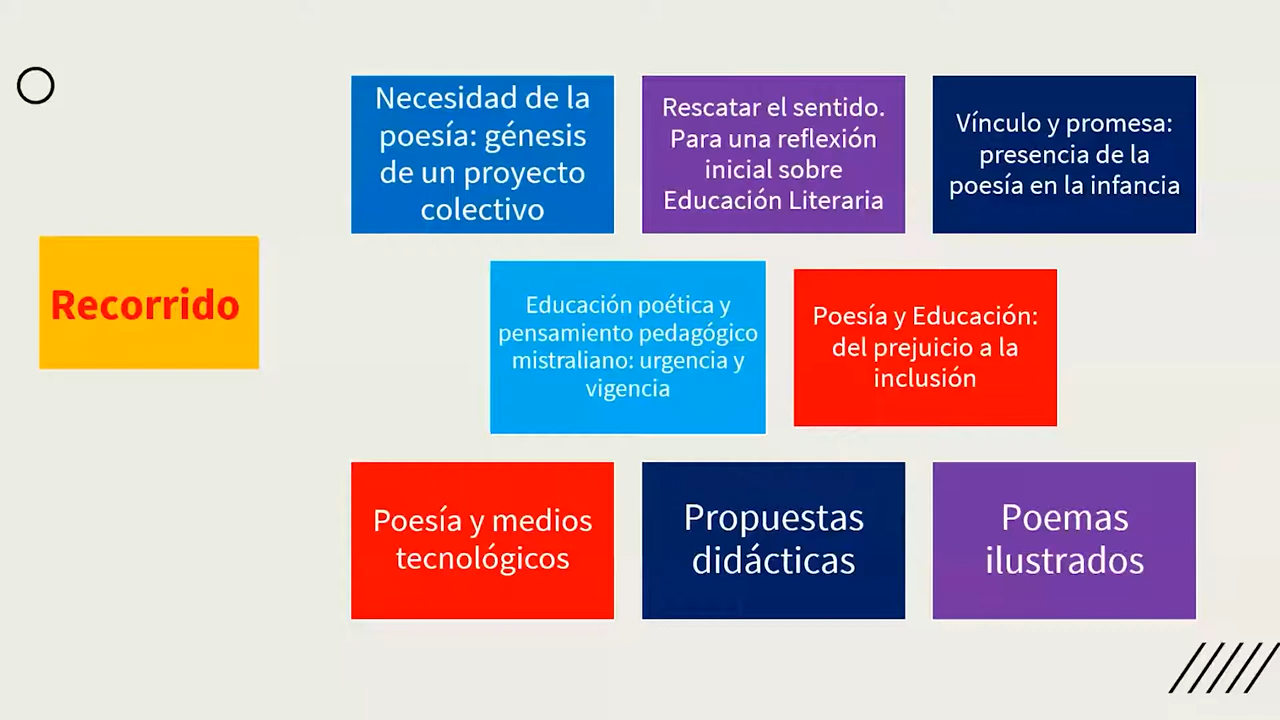 Recorrido
Necesidad de la
poesía: génesis
de un proyecto
colectivo
Rescatar el sentido.
Para una reflexión
inicial sobre
Educación Literaria
Vínculo y promesa:
presencia de la
poesía en la infancia
Educación poética y
pensamiento pedagógico
mistraliano: urgencia y
vigencia
Poesía y Educación:
del prejuicio a la
inclusión
Poesía y medios
tecnológicos
Propuestas
didácticas
Poemas
ilustrados